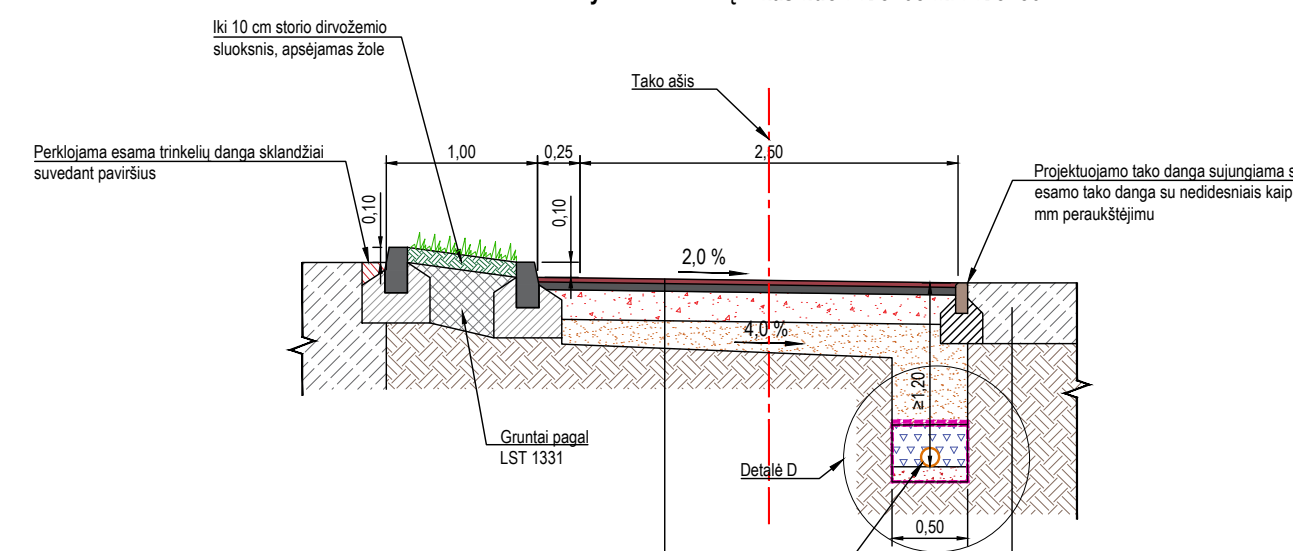 Iki 10 cm storio dirvožemio
sluoksnis, apsėjamas žole
Tako ašis
Perklojama esama trinkelių danga sklandžiai
suvedant paviršius
1,00
0,25
2,50
Projektuojamo tako danga sujungiama s
esamo tako danga su nedidesniais kaip
mm peraukštėjimu
0,10
0,10
2,0 %
4,0 %
≥1,20
Gruntai pagal
LST 1331
Detalė D
0,50